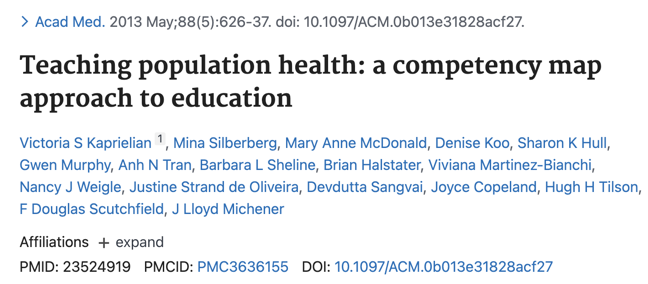 > Acad Med. 2013 May;88(5):626-37. doi: 10.1097/ACM.0b013e31828acf27.
Teaching population health: a competency map
approach to education
Victoria S Kaprielian 1, Mina Silberberg, Mary Anne McDonald, Denise Koo, Sharon K Hull,
Gwen Murphy, Anh N Tran, Barbara L Sheline, Brian Halstater, Viviana Martinez-Bianchi,
Nancy J Weigle, Justine Strand de Oliveira, Devdutta Sangvai, Joyce Copeland, Hugh H Tilson,
F Douglas Scutchfield, J Lloyd Michener
Affiliations + expand
PMID: 23524919 PMCID: PMC3636155 DOI: 10.1097/ACM.0b013e31828acf27